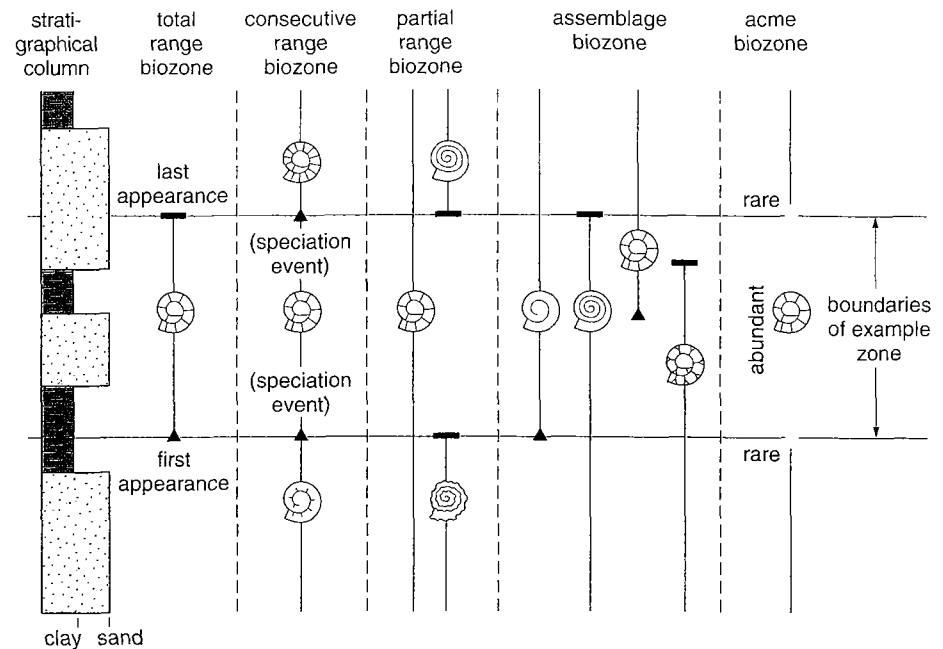 strati-
graphical
column
total
range
biozone
consecutive
range
biozone
partial
range
biozone
assemblage
biozone
acme
biozone
last
appearance
(speciation
event)
(speciation
event)
first
appearance
rare
abundant
rare
boundaries
of example
zone
clay
sand